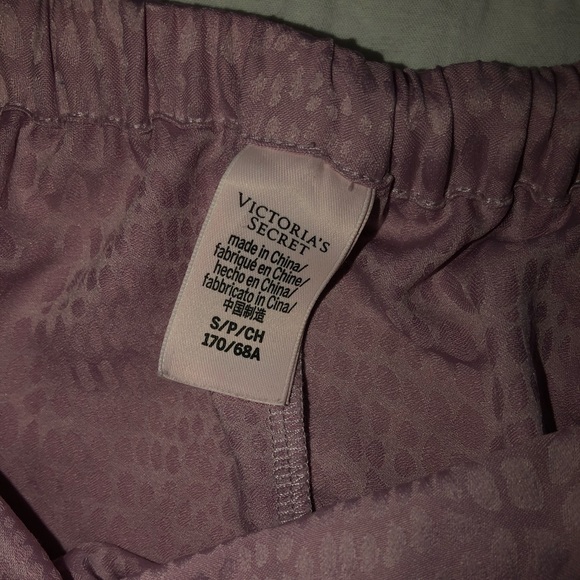 VICTORIA'S
SECRET
made in China/
fabriqué en Chine/
hecho en China/
fabbricato in Cina/
中国制造
S/P/CH
170/68A